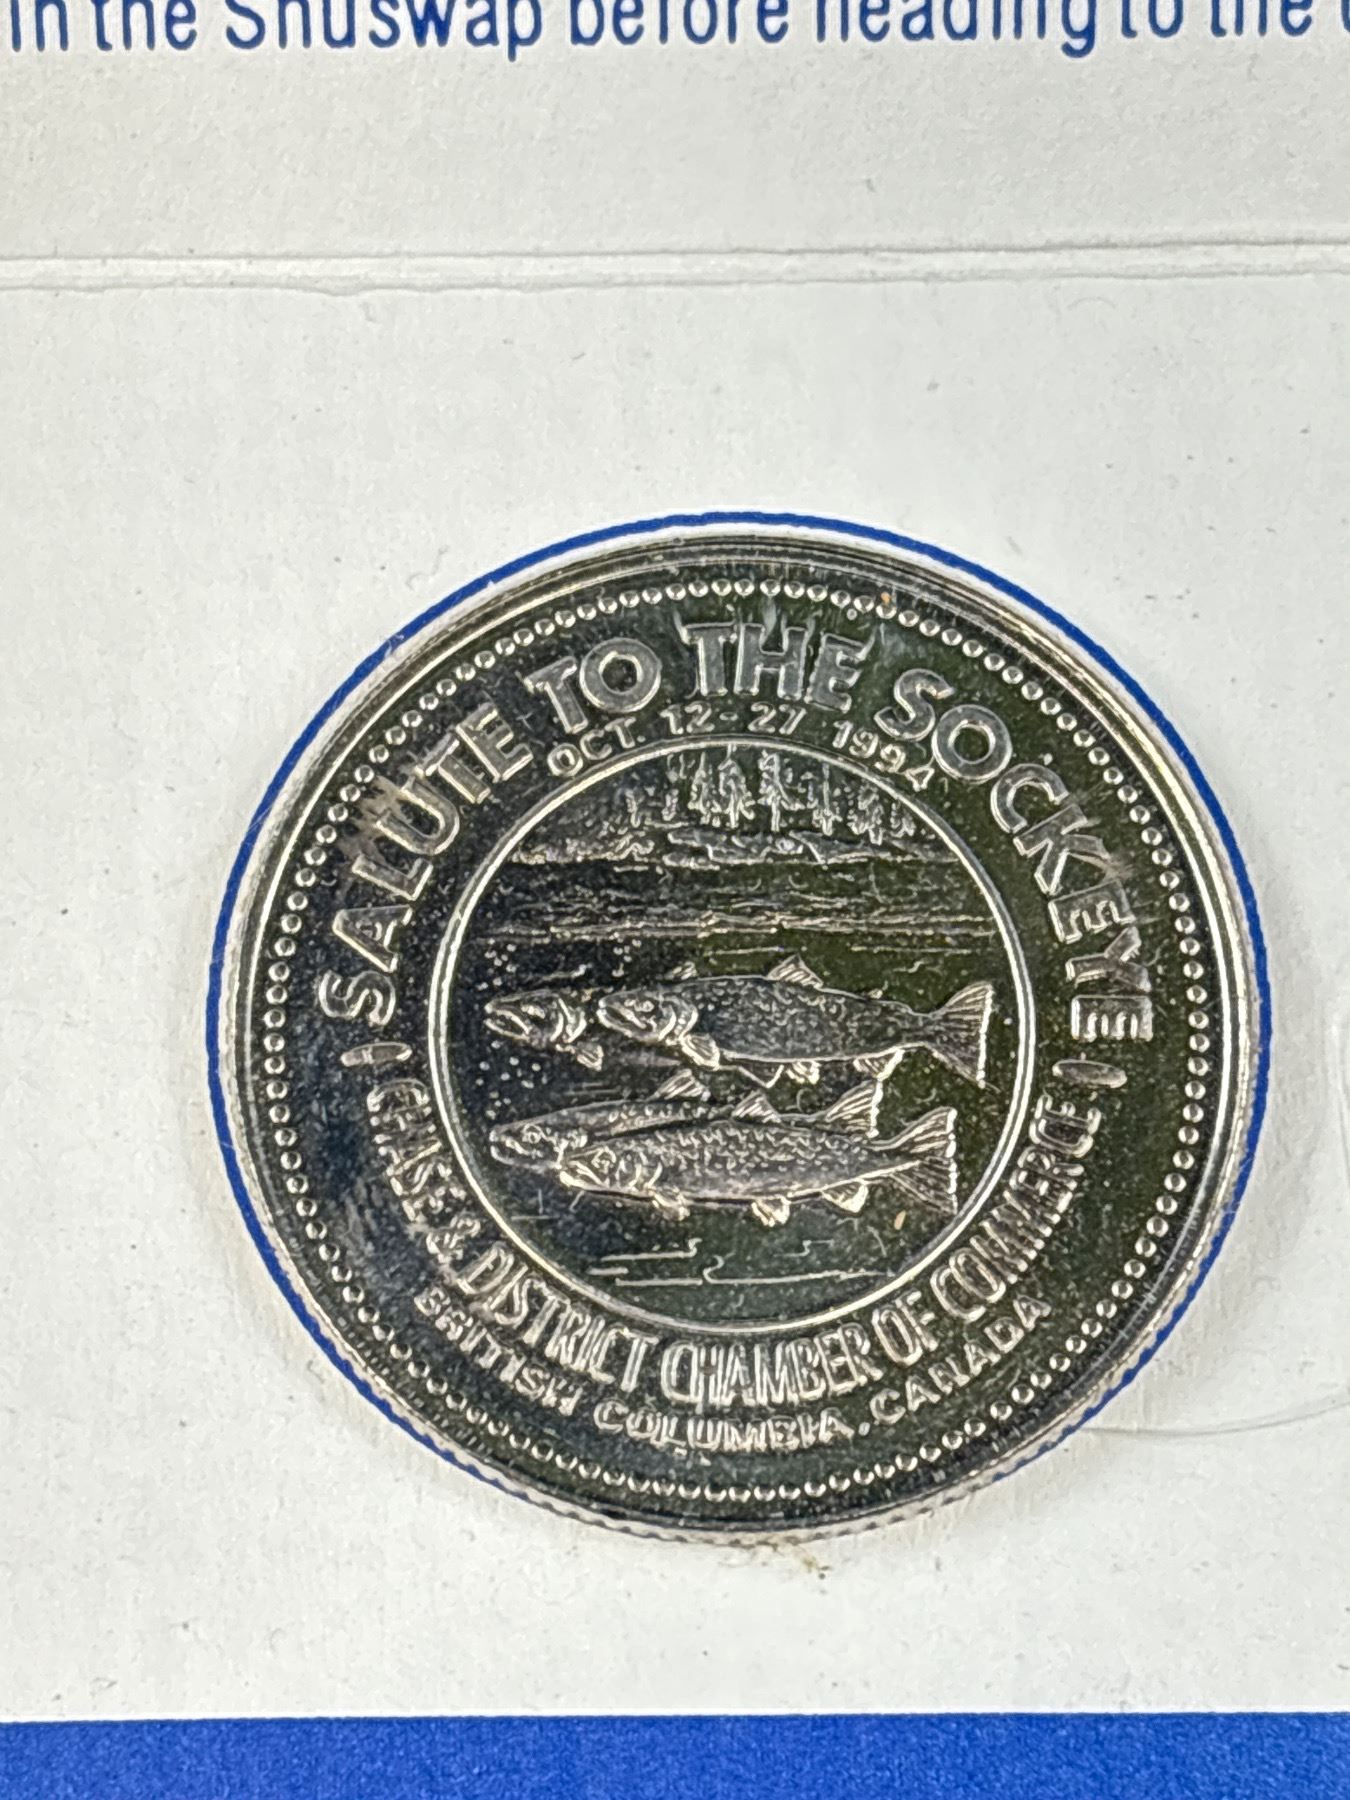 in the Shuswap before heading to the
SALUTE TO THE SOCKEYE
OCT. 12-27 1994
CHASE & DISTRICT CHAMBER OF COMMERCE
BRITISH COLUMBIA, CANADA